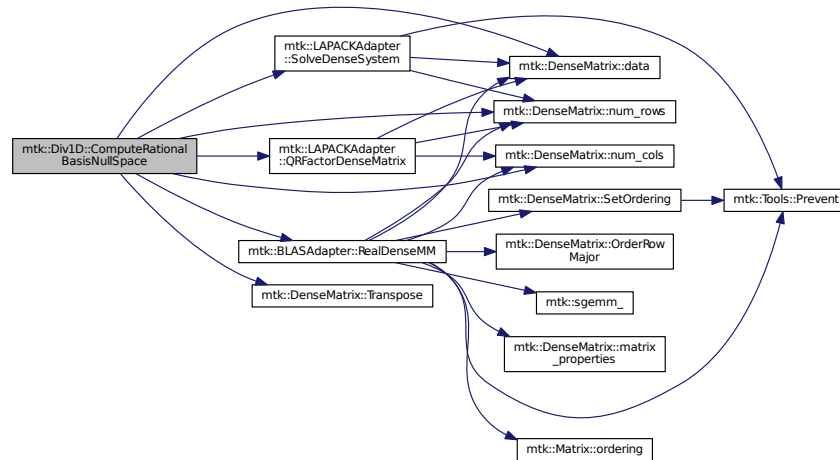 mtk::LAPACKAdapter
::SolveDenseSystem
mtk::DenseMatrix::data
mtk::DenseMatrix::num_rows
mtk::Div1D::ComputeRational
BasisNullSpace
mtk::LAPACKAdapter
::QRFactorDenseMatrix
mtk::DenseMatrix::num_cols
mtk::DenseMatrix::SetOrdering
mtk::Tools::Prevent
mtk::BLASAdapter::RealDenseMM
mtk::DenseMatrix::OrderRow
Major
mtk::DenseMatrix::Transpose
mtk::sgemm_
mtk::DenseMatrix::matrix
_properties
mtk::Matrix::ordering